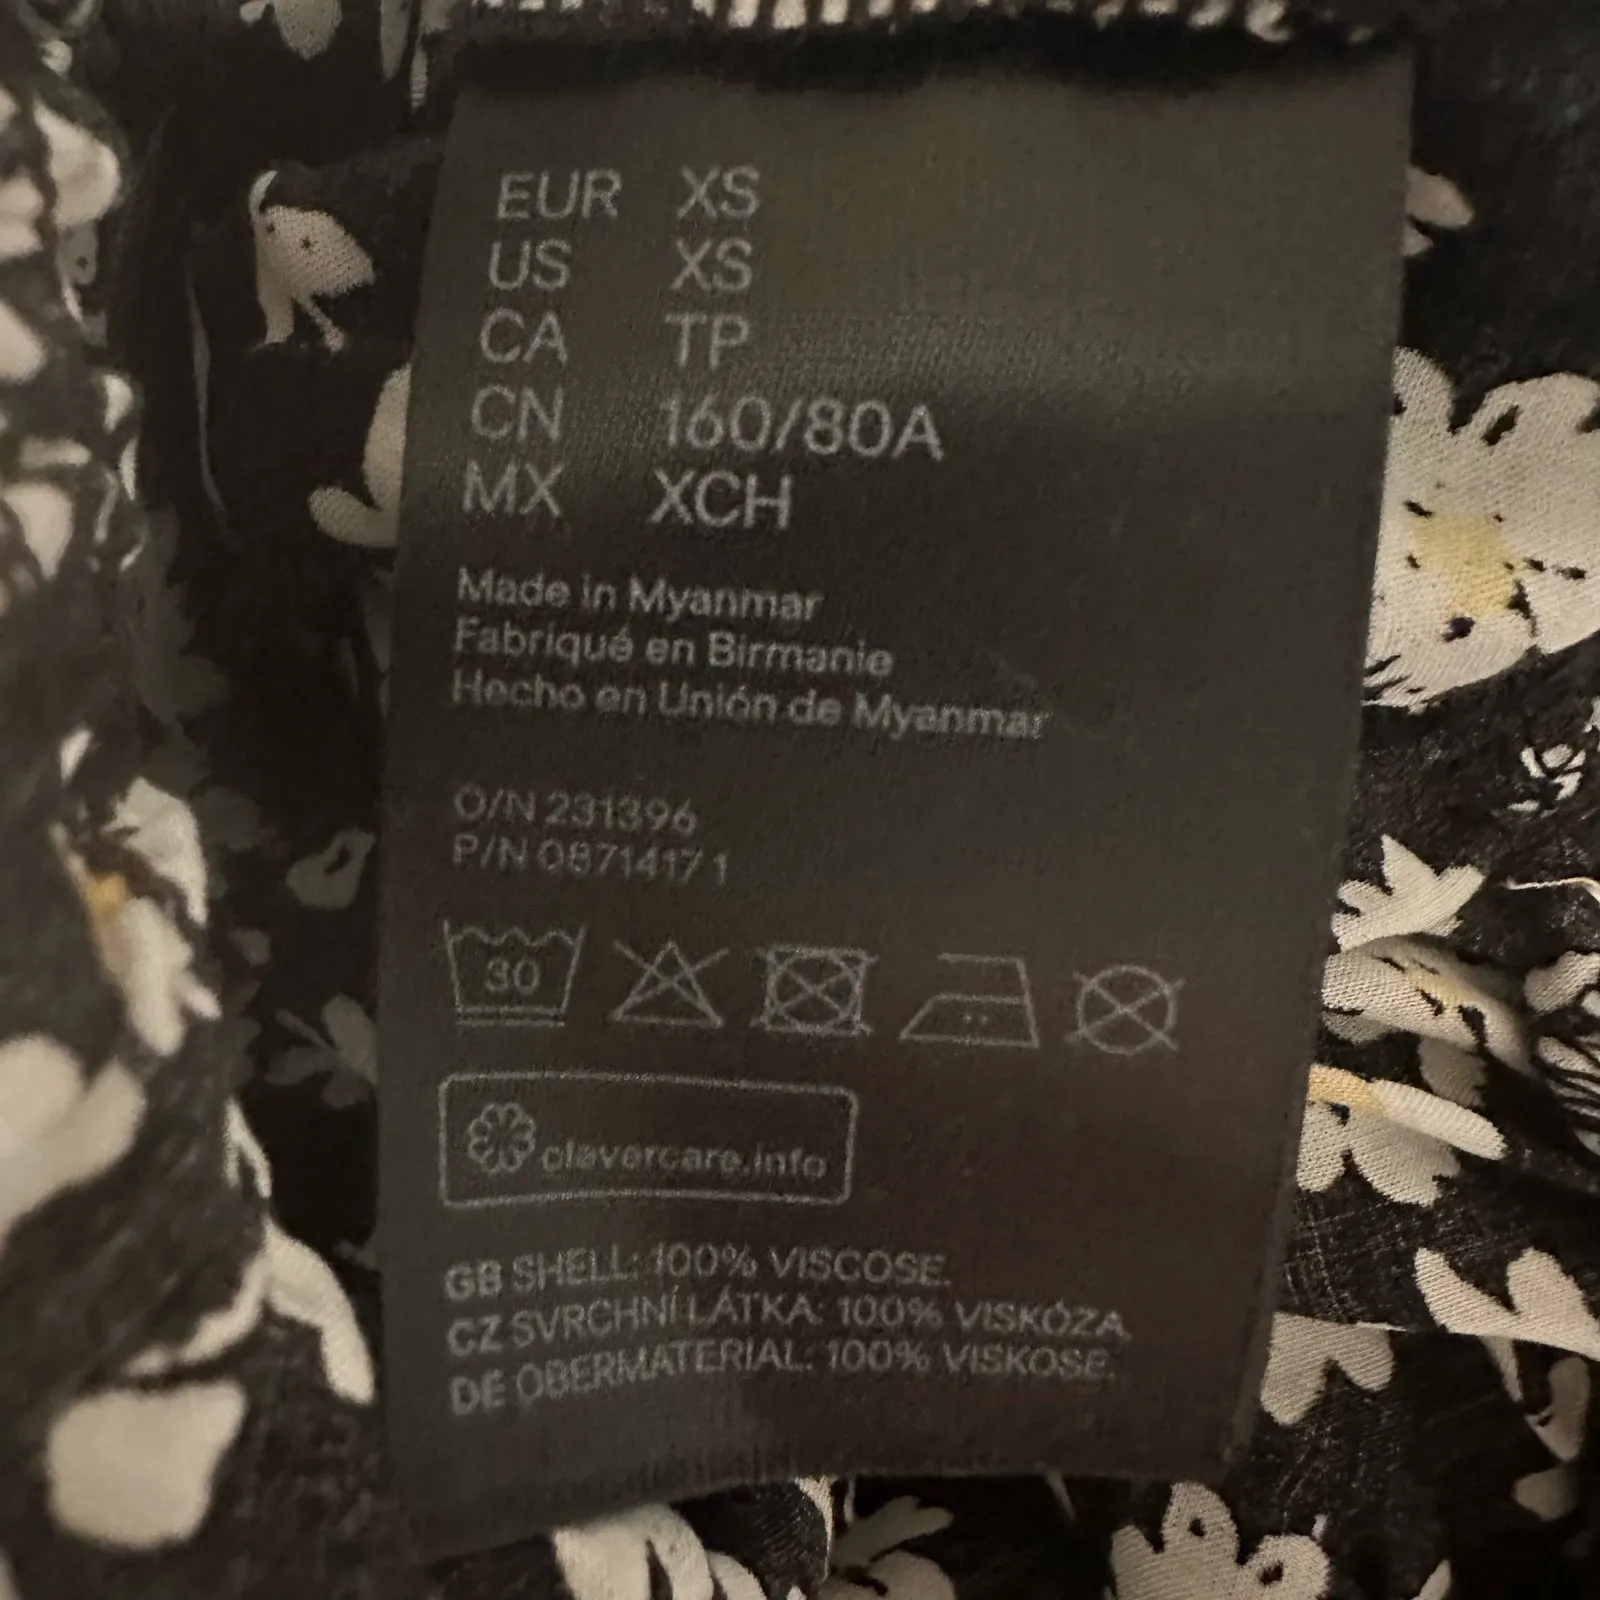 EUR XS
US XS
CA TP
CN 160/80A
MX XCH
Made in Myanmar
Fabriqué en Birmanie
Hecho en Unión de Myanmar
O/N 231396
P/N 0871417 1
30
clevercare.info
GB SHELL: 100% VISCOSE.
CZ SVRCHNÍ LÁTKA: 100% VISKÓZA.
DE OBERMATERIAL: 100% VISKOSE.